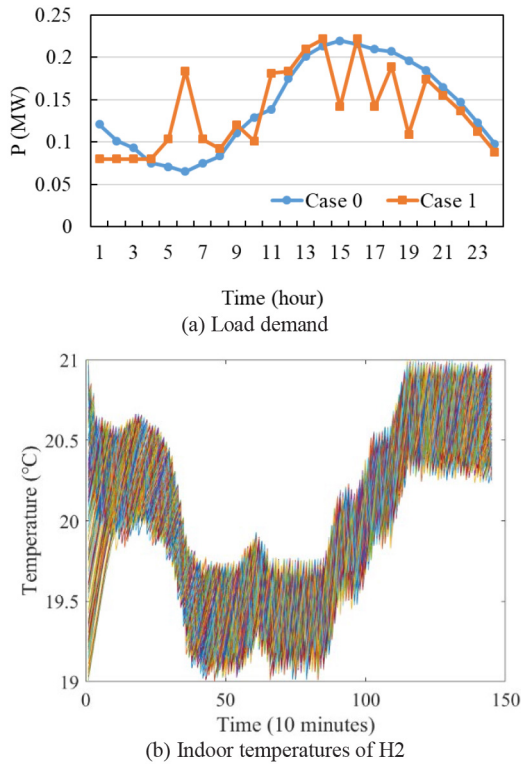 0.25
0.2
0.15
0.1
0.05
0
P (MW)
Case 0
Case 1
1 3 5 7 9 11 13 15 17 19 21 23
Time (hour)
(a) Load demand
21
20.5
20
19.5
19
Temperature (°C)
0 50 100 150
Time (10 minutes)
(b) Indoor temperatures of H2